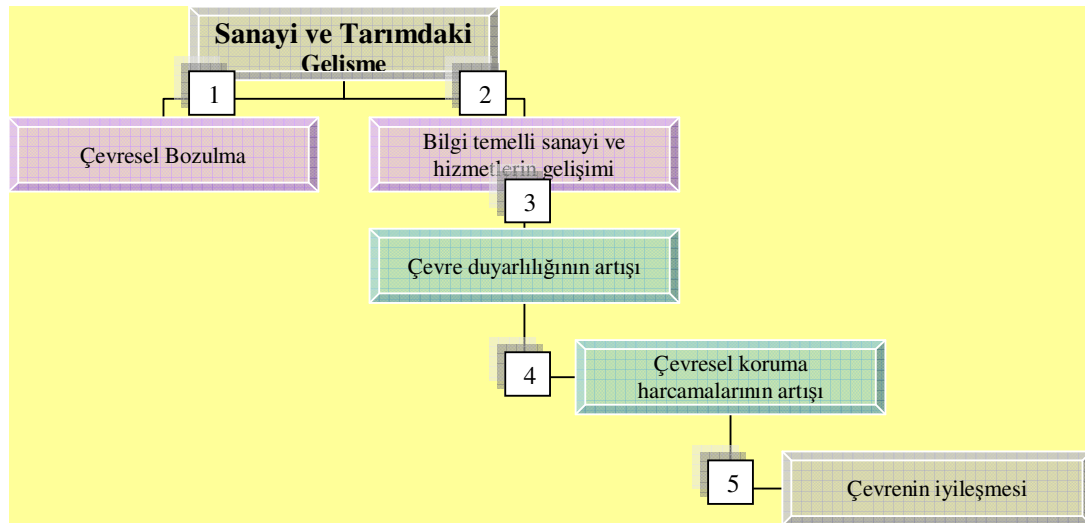 Sanayi ve Tarımdaki
Gelişme
1
2
Çevresel Bozulma
Bilgi temelli sanayi ve
hizmetlerin gelişimi
3
Çevre duyarlılığının artışı
4
Çevresel koruma
harcamalarının artışı
5
Çevrenin iyileşmesi